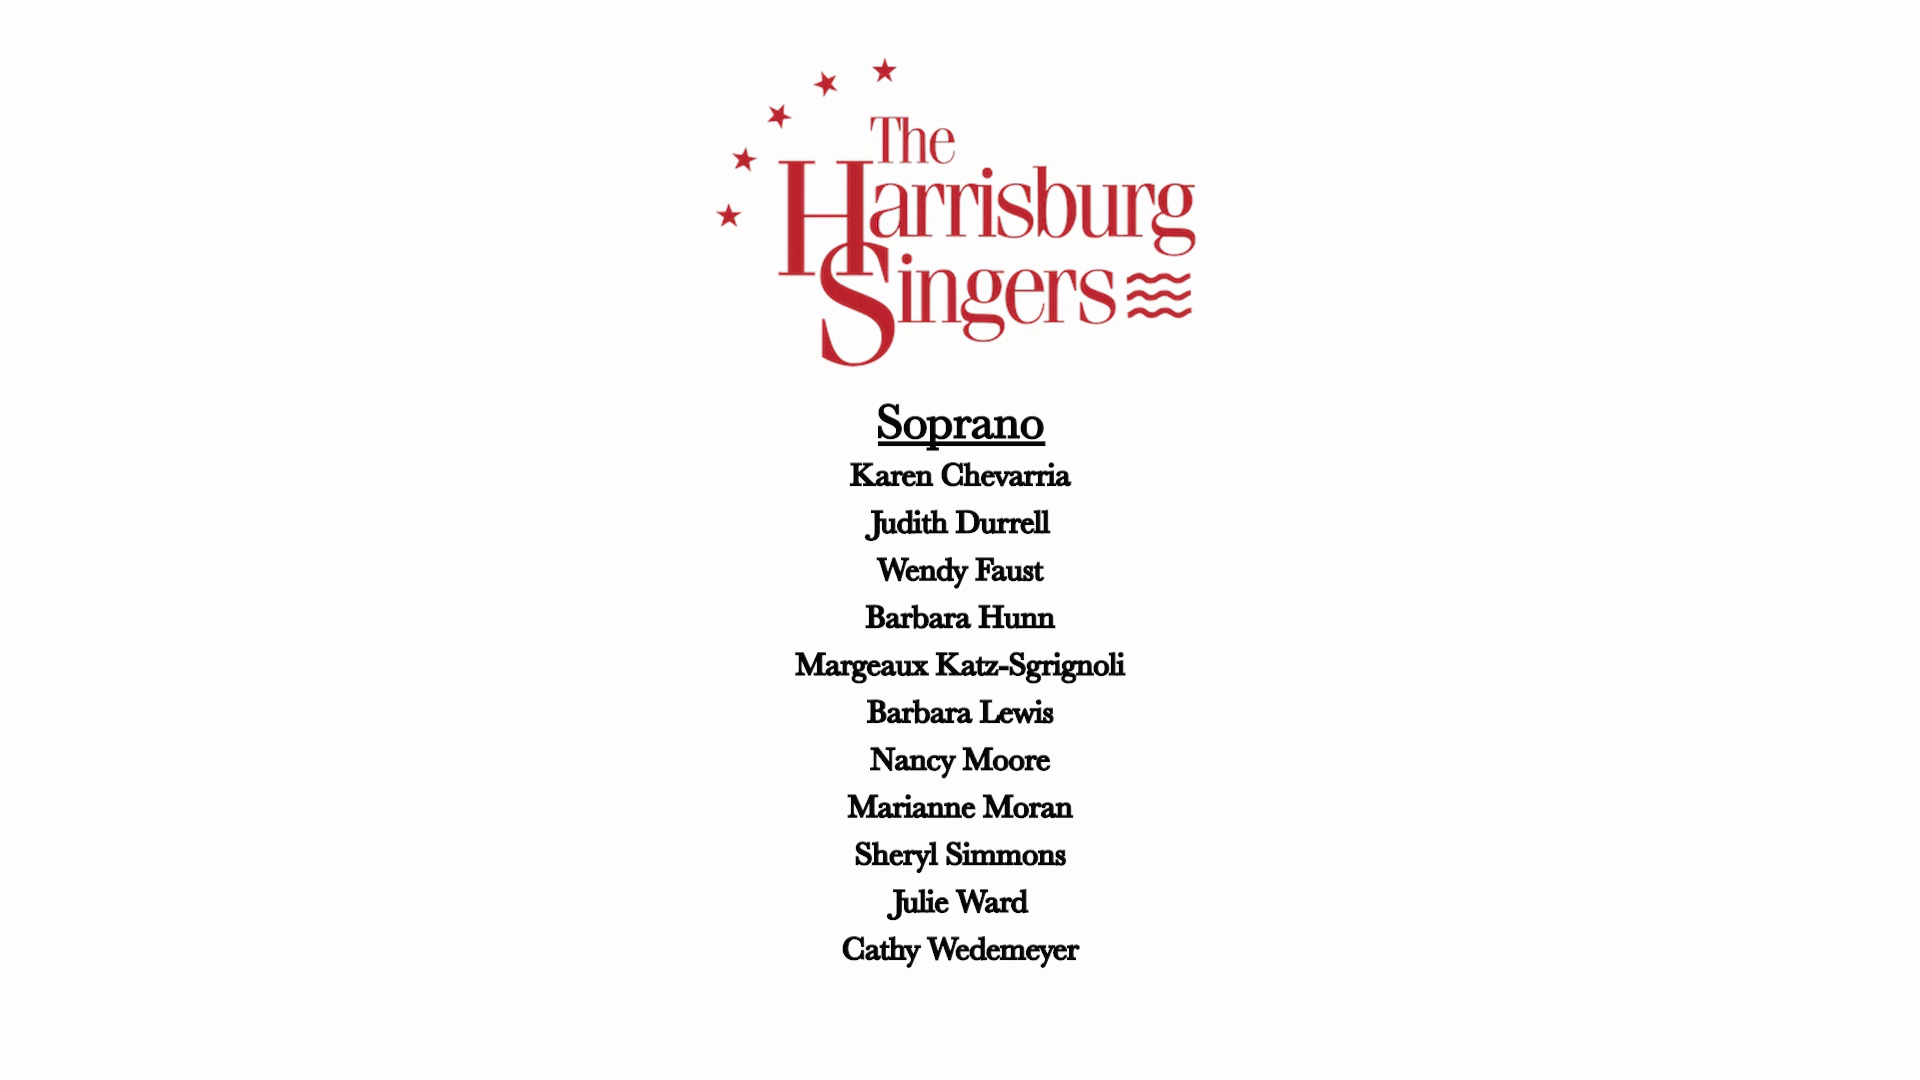 The
Harrisburg
Singers
Soprano
Karen Chevarria
Judith Durrell
Wendy Faust
Barbara Hunn
Margeaux Katz-Sgrignoli
Barbara Lewis
Nancy Moore
Marianne Moran
Sheryl Simmons
Julie Ward
Cathy Wedemeyer